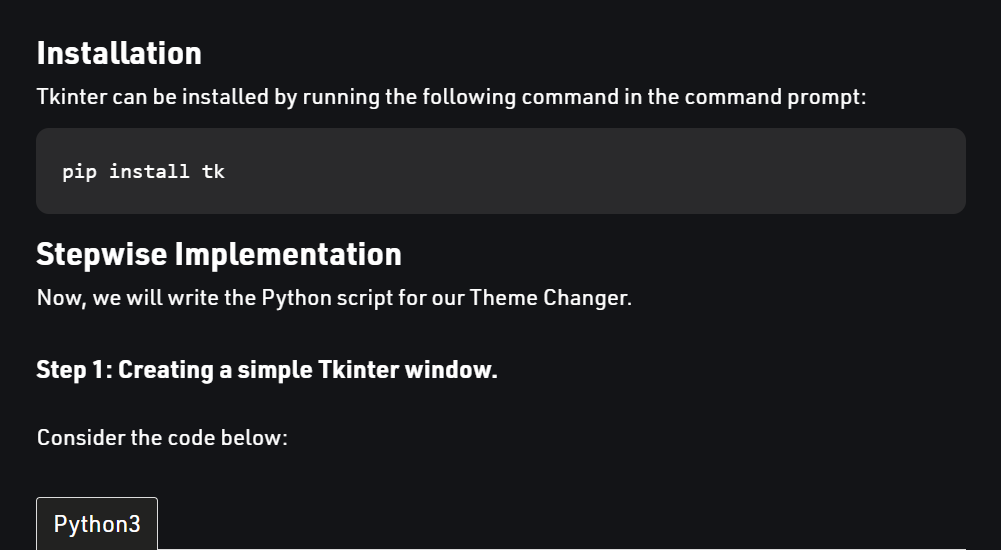 Installation
Tkinter can be installed by running the following command in the command prompt:
pip install tk
Stepwise Implementation
Now, we will write the Python script for our Theme Changer.
Step 1: Creating a simple Tkinter window.
Consider the code below:
Python3